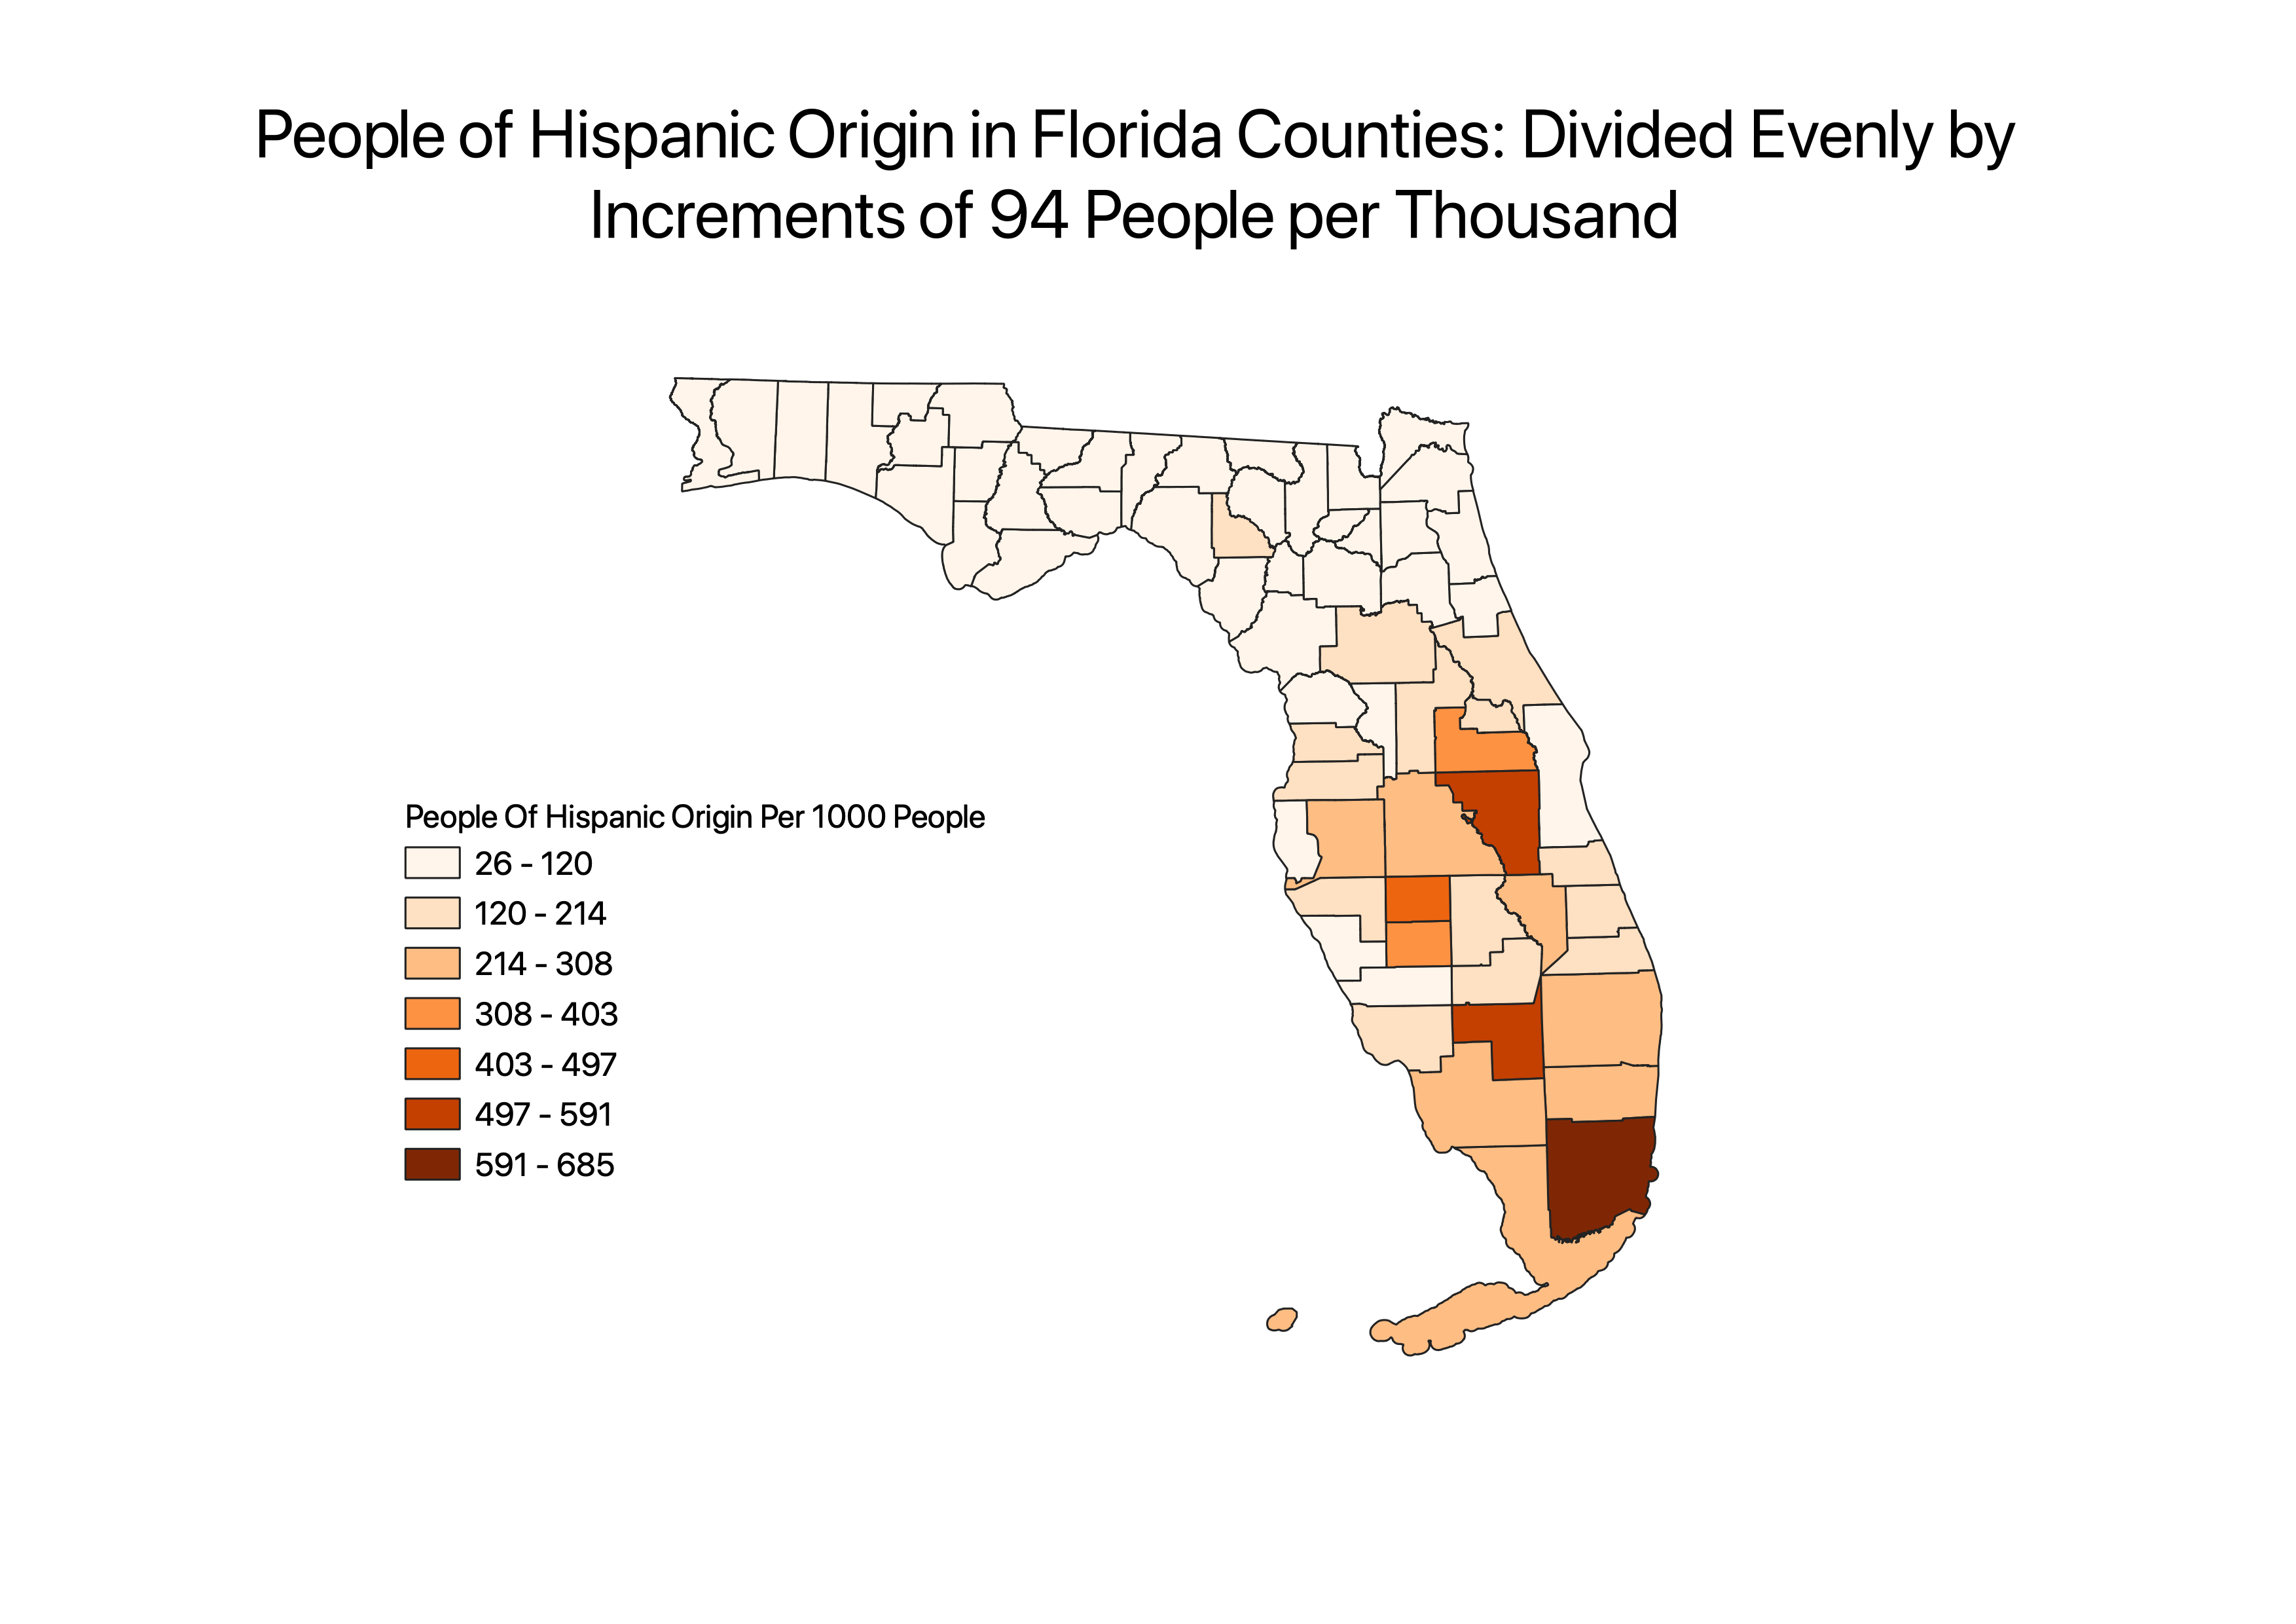 People of Hispanic Origin in Florida Counties: Divided Evenly by
Increments of 94 People per Thousand
People Of Hispanic Origin Per 1000 People
26 - 120
120 - 214
214 - 308
308 - 403
403 - 497
497 - 591
591 - 685